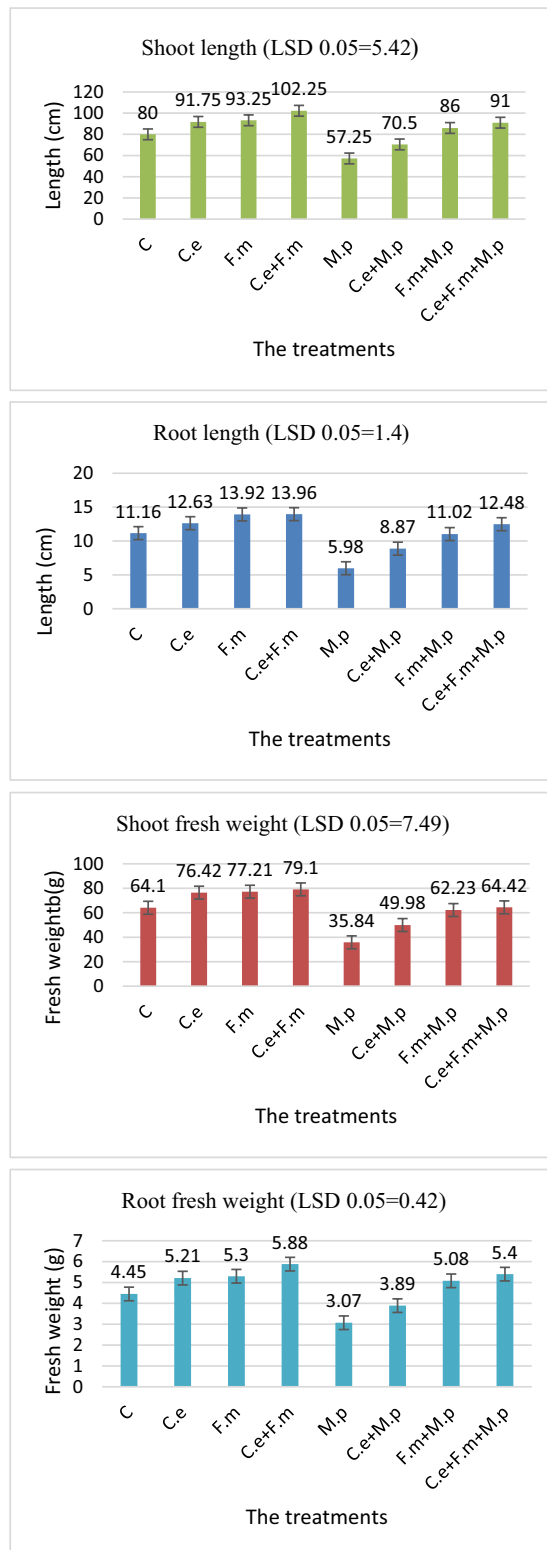 Shoot length (LSD 0.05=5.42)
Length (cm)
120
100
80
60
40
20
0
80
91.75
93.25
102.25
57.25
70.5
86
91
C
C.e
F.m
C.e+F.m
M.p
C.e+M.p
F.m+M.p
C.e+F.m+M.p
The treatments
Root length (LSD 0.05=1.4)
Length (cm)
20
15
10
5
0
11.16
12.63
13.92
13.96
5.98
8.87
11.02
12.48
C
C.e
F.m
C.e+F.m
M.p
C.e+M.p
F.m+M.p
C.e+F.m+M.p
The treatments
Shoot fresh weight (LSD 0.05=7.49)
Fresh weightb(g)
100
80
60
40
20
0
64.1
76.42
77.21
79.1
35.84
49.98
62.23
64.42
C
C.e
F.m
C.e+F.m
M.p
C.e+M.p
F.m+M.p
C.e+F.m+M.p
The treatments
Root fresh weight (LSD 0.05=0.42)
Fresh weight (g)
7
6
5
4
3
2
1
0
4.45
5.21
5.3
5.88
3.07
3.89
5.08
5.4
C
C.e
F.m
C.e+F.m
M.p
C.e+M.p
F.m+M.p
C.e+F.m+M.p
The treatments